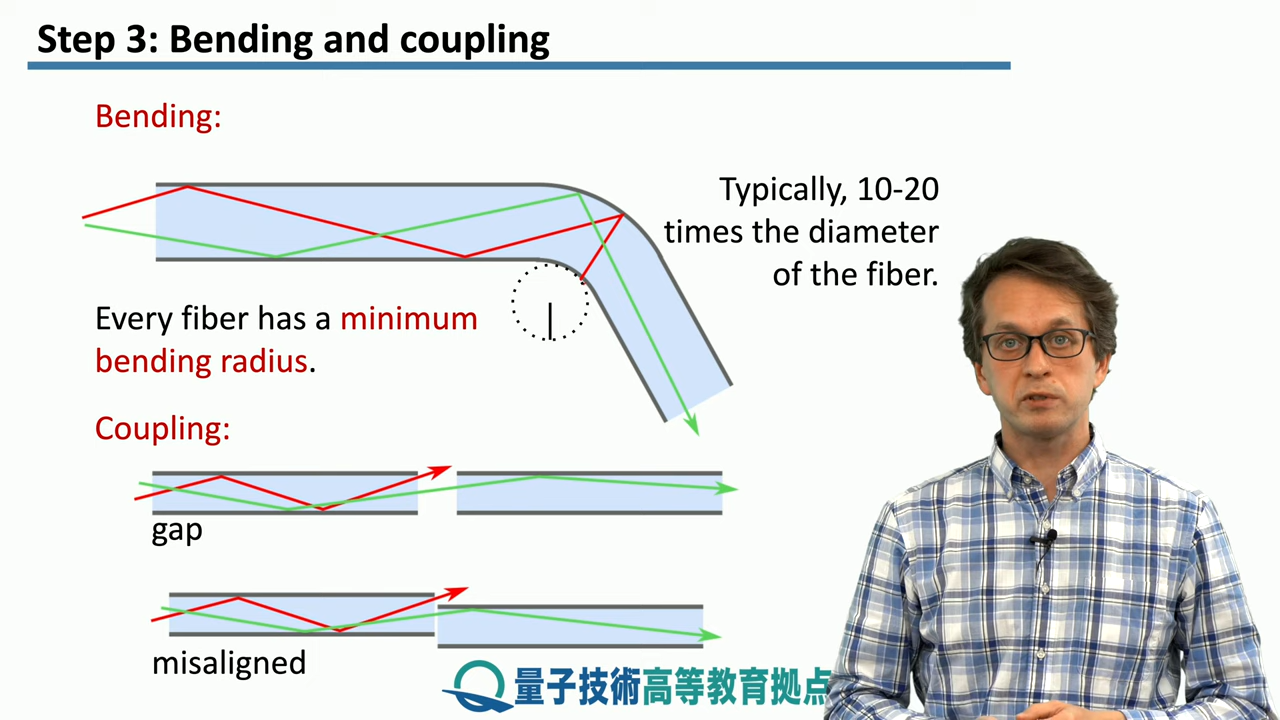 Step 3: Bending and coupling
Bending:
Typically, 10-20
times the diameter
of the fiber.
Every fiber has a minimum
bending radius.
Coupling:
gap
misaligned
量子技術高等教育拠点